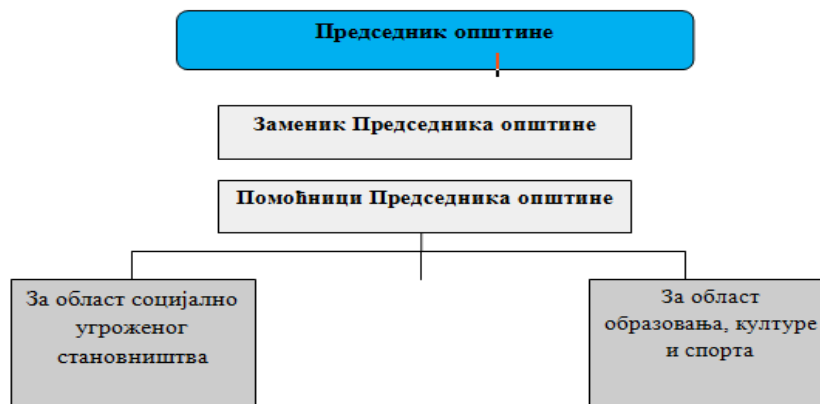 Председник општине
Заменик Председника општине
Помоћници Председника општине
За област социјално
угроженог
становништва
За област
образовања, културе
и спорта